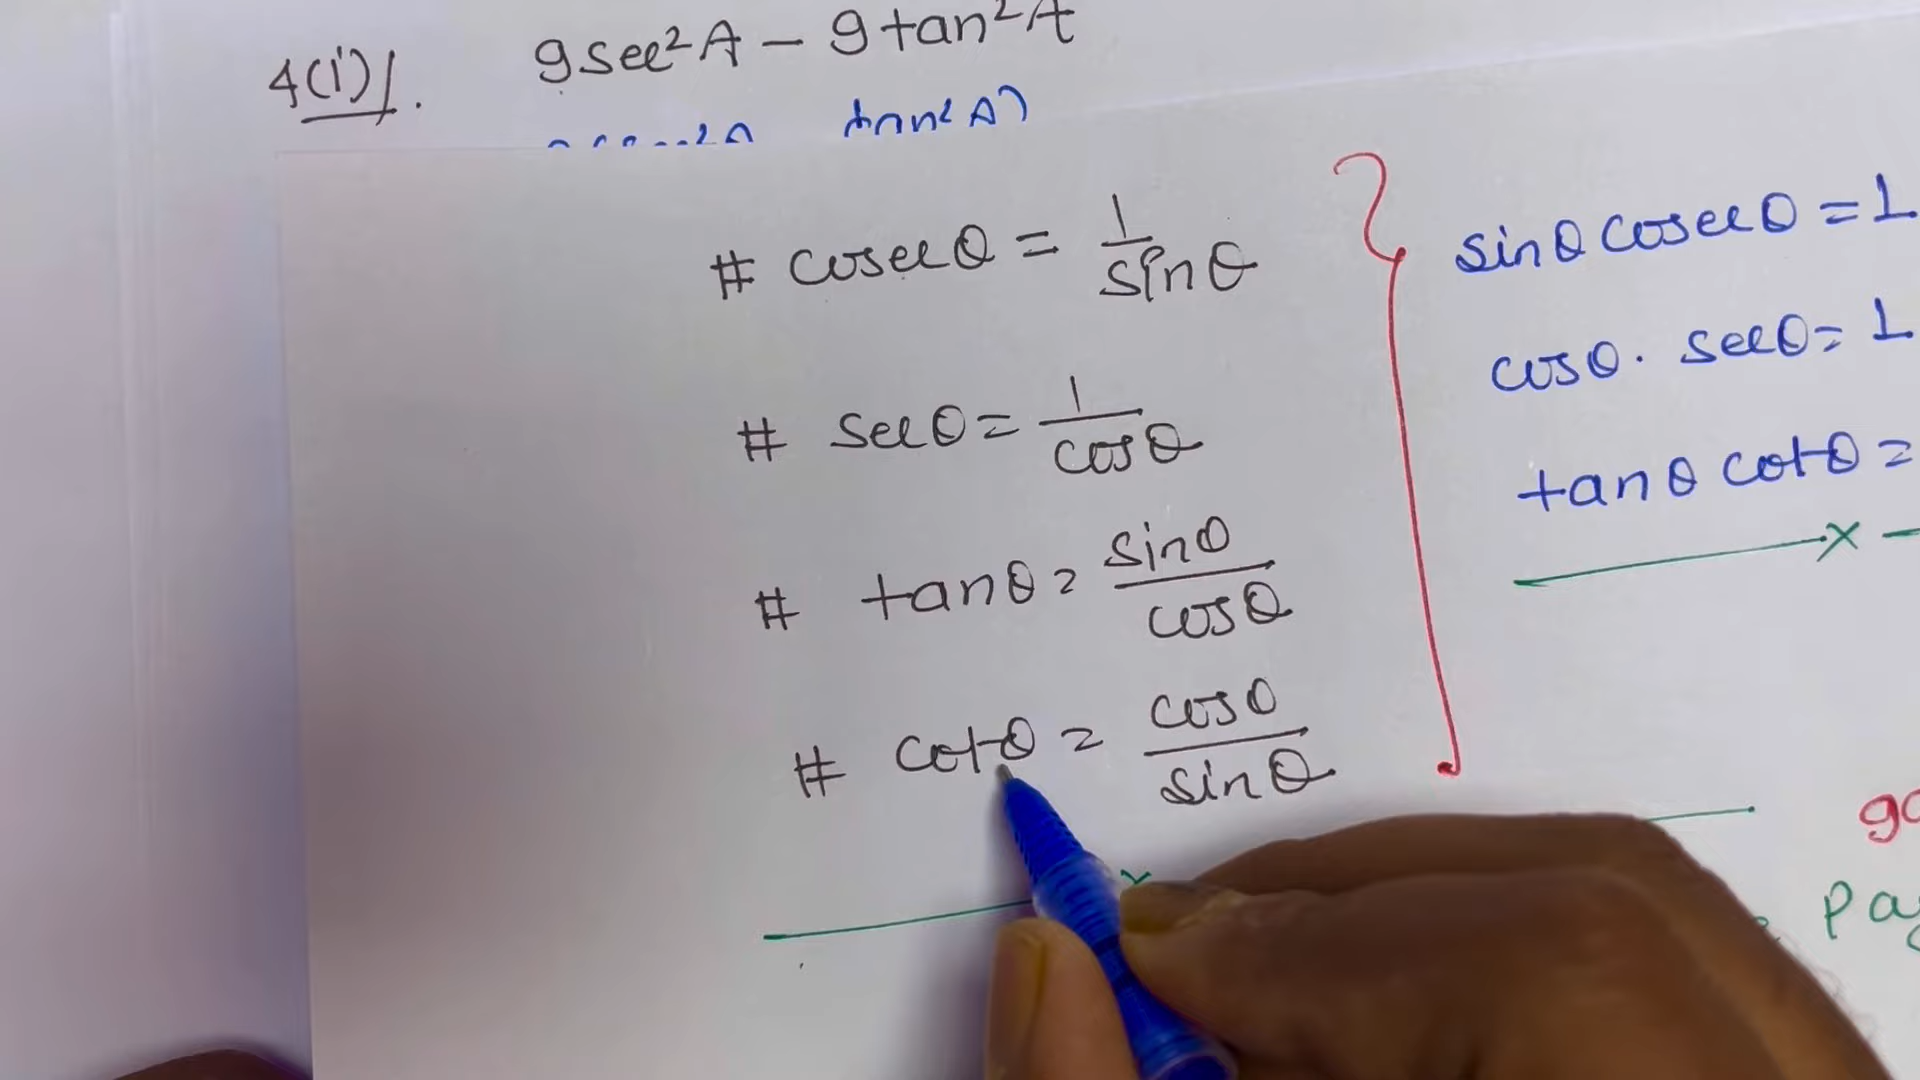 4(i)/.
9sec²A - 9tan²A
tan²A)
# cosecθ = 1/sinθ
# secθ = 1/cosθ
# tanθ = sinθ/cosθ
# cotθ = cosθ/sinθ
sinθ cosecθ = 1
cosθ. secθ = 1
tanθ cotθ =
x